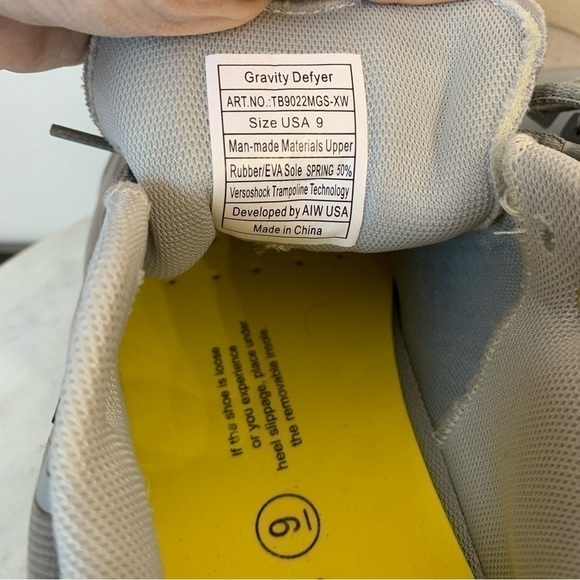 Gravity Defyer
ART.NO.:TB9022MGS-XW
Size USA 9
Man-made Materials Upper
Rubber/EVA Sole SPRING 50%
Versoshock Trampoline Technology
Developed by AIW USA
Made in China
If the shoe is loose
or you experience
heel slippage, place under
the removable insole.
9